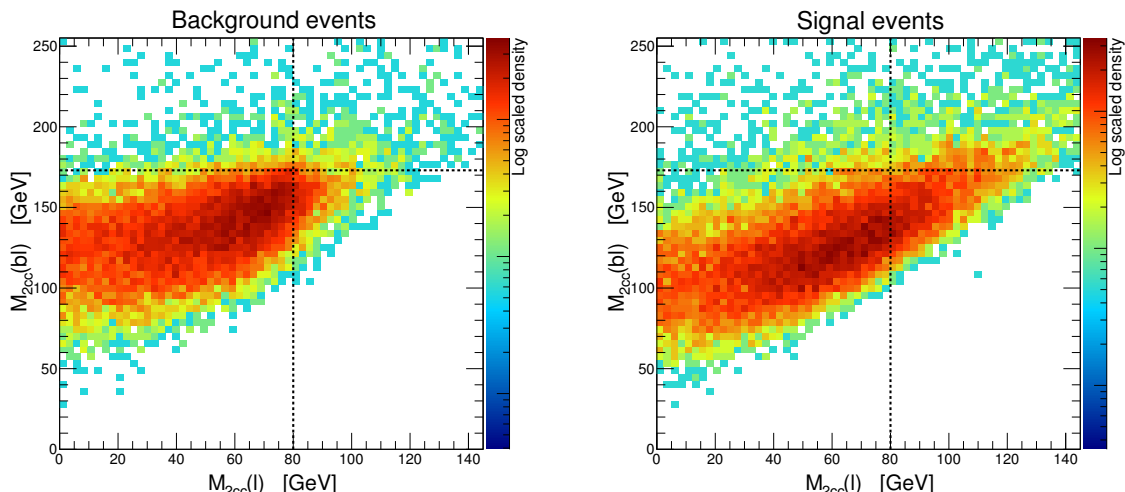 Background events
250
200
150
100
50
0
M2cc(bl) [GeV]
0 20 40 60 80 100 120 140
M2cc(l) [GeV]
Log scaled density
Signal events
250
200
150
100
50
0
M2cc(bl) [GeV]
0 20 40 60 80 100 120 140
M2cc(l) [GeV]
Log scaled density